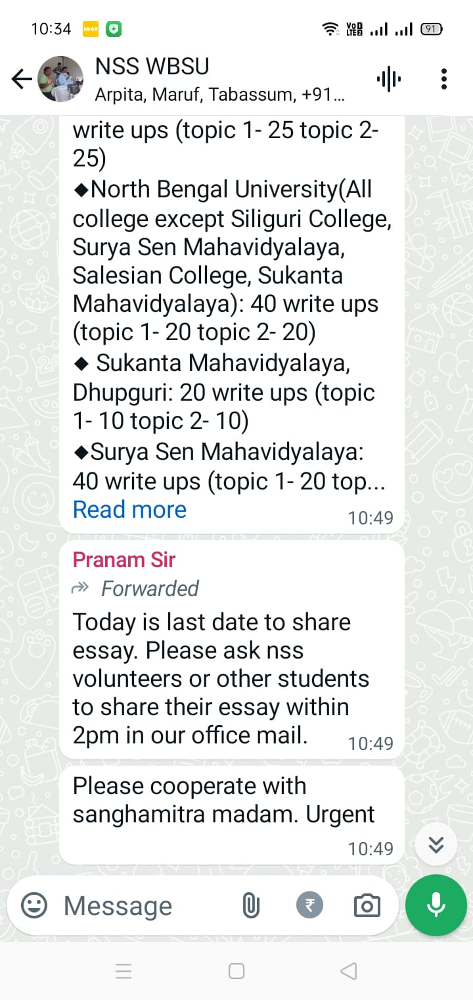 10:34 blinkit VoD LTE2 91
NSS WBSU
Arpita, Maruf, Tabassum, +91...
write ups (topic 1- 25 topic 2-
25)
◆North Bengal University(All
college except Siliguri College,
Surya Sen Mahavidyalaya,
Salesian College, Sukanta
Mahavidyalaya): 40 write ups
(topic 1- 20 topic 2- 20)
◆ Sukanta Mahavidyalaya,
Dhupguri: 20 write ups (topic
1- 10 topic 2- 10)
◆Surya Sen Mahavidyalaya:
40 write ups (topic 1- 20 top...
Read more 10:49
Pranam Sir
Forwarded
Today is last date to share
essay. Please ask nss
volunteers or other students
to share their essay within
2pm in our office mail. 10:49
Please cooperate with
sanghamitra madam. Urgent
10:49
Message ₹